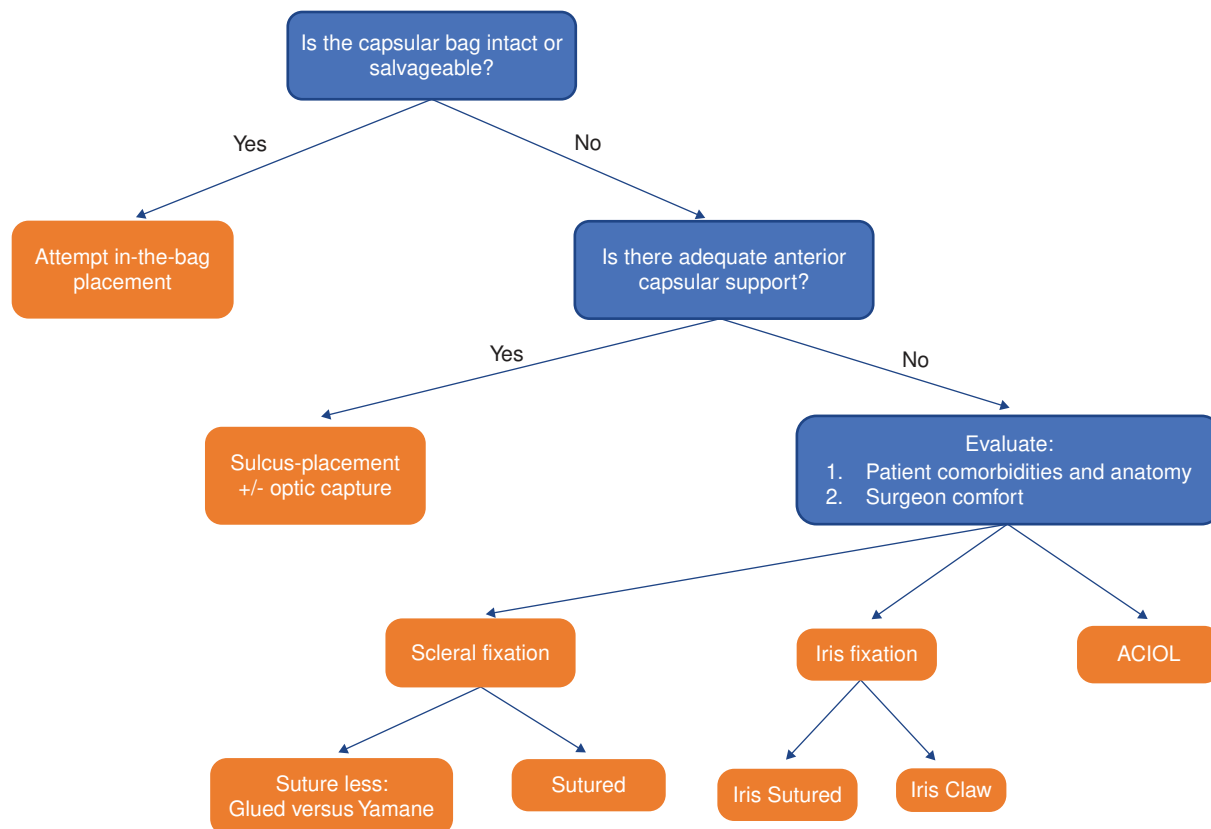 Is the capsular bag intact or
salvageable?
Yes
No
Attempt in-the-bag
placement
Is there adequate anterior
capsular support?
Yes
No
Sulcus-placement
+/- optic capture
Evaluate:
1. Patient comorbidities and anatomy
2. Surgeon comfort
Scleral fixation
Iris fixation
ACIOL
Suture less:
Glued versus Yamane
Sutured
Iris Sutured
Iris Claw